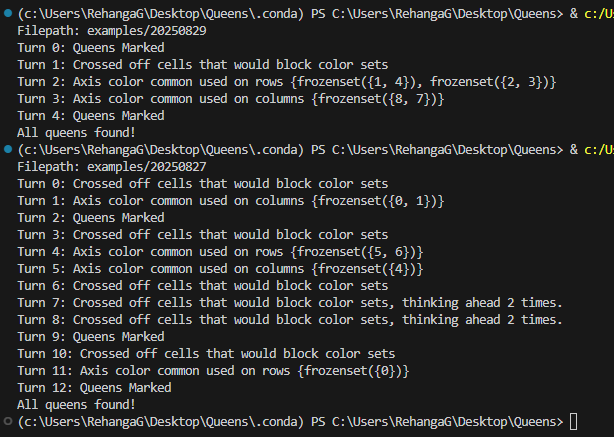 (c:\Users\RehangaG\Desktop\Queens\.conda) PS C:\Users\RehangaG\Desktop\Queens> & c:/U
Filepath: examples/20250829
Turn 0: Queens Marked
Turn 1: Crossed off cells that would block color sets
Turn 2: Axis color common used on rows {frozenset({1, 4}), frozenset({2, 3})}
Turn 3: Axis color common used on columns {frozenset({8, 7})}
Turn 4: Queens Marked
All queens found!
(c:\Users\RehangaG\Desktop\Queens\.conda) PS C:\Users\RehangaG\Desktop\Queens> & c:/U
Filepath: examples/20250827
Turn 0: Crossed off cells that would block color sets
Turn 1: Axis color common used on columns {frozenset({0, 1})}
Turn 2: Queens Marked
Turn 3: Crossed off cells that would block color sets
Turn 4: Axis color common used on rows {frozenset({5, 6})}
Turn 5: Axis color common used on columns {frozenset({4})}
Turn 6: Crossed off cells that would block color sets
Turn 7: Crossed off cells that would block color sets, thinking ahead 2 times.
Turn 8: Crossed off cells that would block color sets, thinking ahead 2 times.
Turn 9: Queens Marked
Turn 10: Crossed off cells that would block color sets
Turn 11: Axis color common used on rows {frozenset({0})}
Turn 12: Queens Marked
All queens found!
(c:\Users\RehangaG\Desktop\Queens\.conda) PS C:\Users\RehangaG\Desktop\Queens>